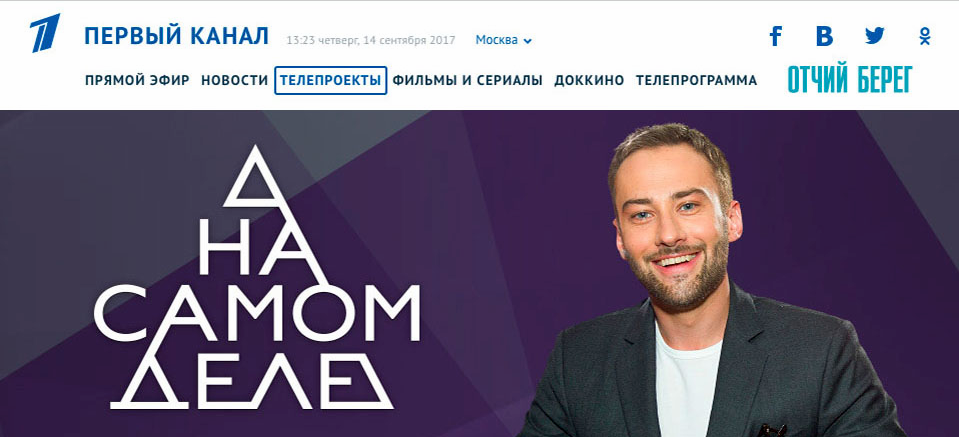 ПЕРВЫЙ КАНАЛ 13:23 четверг, 14 сентября 2017 Москва
ПРЯМОЙ ЭФИР НОВОСТИ ТЕЛЕПРОЕКТЫ ФИЛЬМЫ И СЕРИАЛЫ ДОККИНО ТЕЛЕПРОГРАММА ОТЧИЙ БЕРЕГ
А
НА
САМОМ
ДЕЛЕ